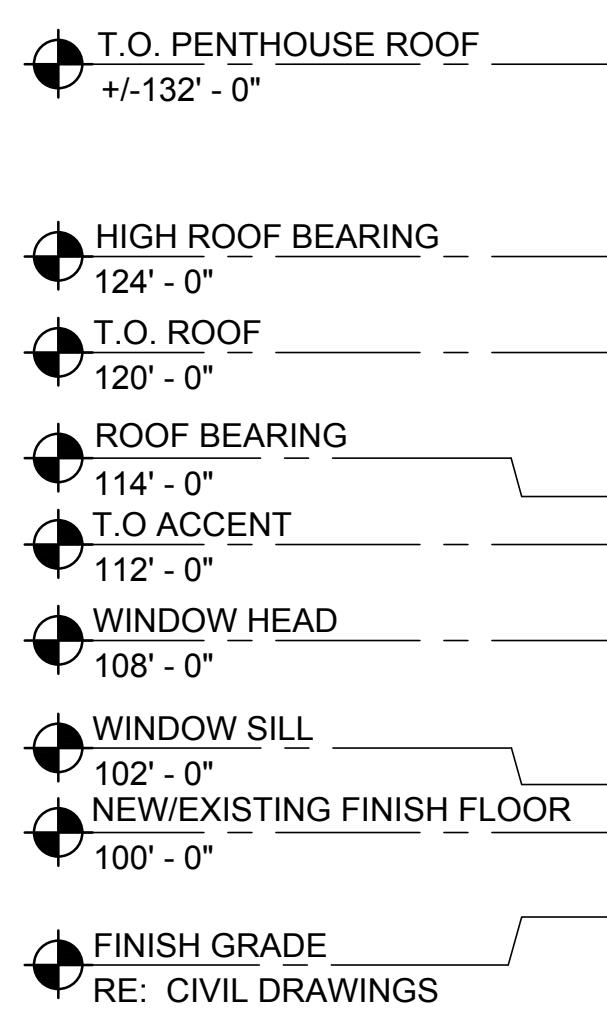 T.O. PENTHOUSE ROOF
+/-132' - 0"
HIGH ROOF BEARING
124' - 0"
T.O. ROOF
120' - 0"
ROOF BEARING
114' - 0"
T.O ACCENT
112' - 0"
WINDOW HEAD
108' - 0"
WINDOW SILL
102' - 0"
NEW/EXISTING FINISH FLOOR
100' - 0"
FINISH GRADE
RE: CIVIL DRAWINGS